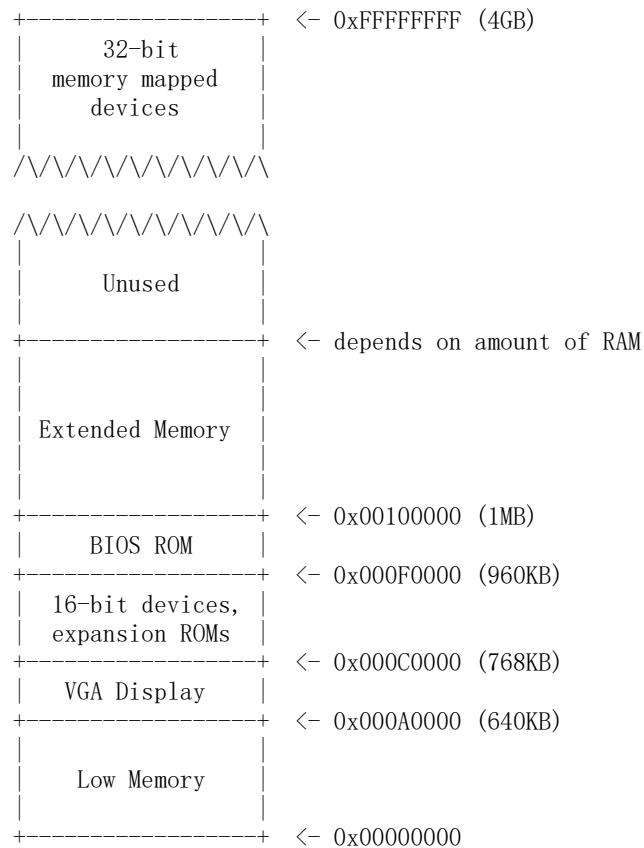 +------------------+  <- 0xFFFFFFFF (4GB)
|      32-bit      |
|  memory mapped   |
|     devices      |
|                  |
/\/\/\/\/\/\/\/\/\/\
/\/\/\/\/\/\/\/\/\/\
|                  |
|      Unused      |
|                  |
+------------------+  <- depends on amount of RAM
|                  |
|                  |
| Extended Memory  |
|                  |
|                  |
+------------------+  <- 0x00100000 (1MB)
|     BIOS ROM     |
+------------------+  <- 0x000F0000 (960KB)
|  16-bit devices, |
|  expansion ROMs  |
+------------------+  <- 0x000C0000 (768KB)
|   VGA Display    |
+------------------+  <- 0x000A0000 (640KB)
|                  |
|    Low Memory    |
|                  |
+------------------+  <- 0x00000000